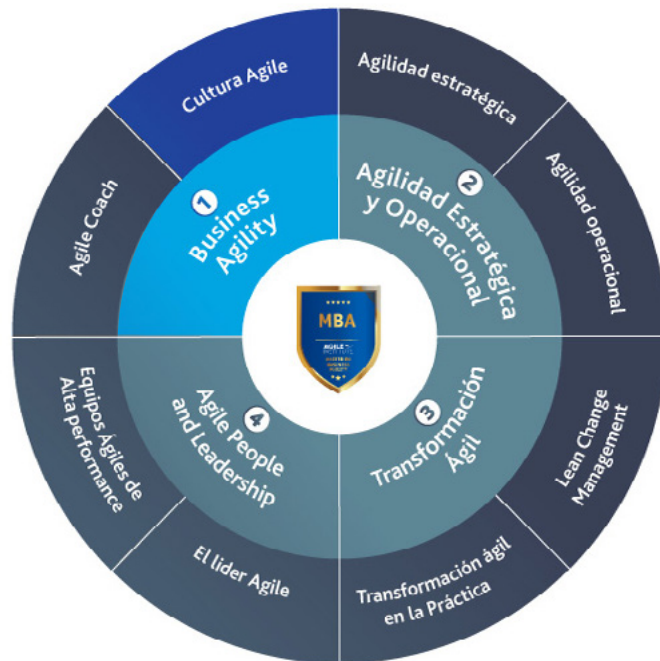 Cultura Agile
Agile Coach
1
Business
Agility
Agilidad estratégica
Agilidad operacional
2
Agilidad Estratégica
y Operacional
Lean Change
Management
Transformación ágil
en la Práctica
3
Transformación
Ágil
El lider Agile
Equipos Ágiles de
Alta performance
4
Agile People
and Leadership
MBA
AGILE